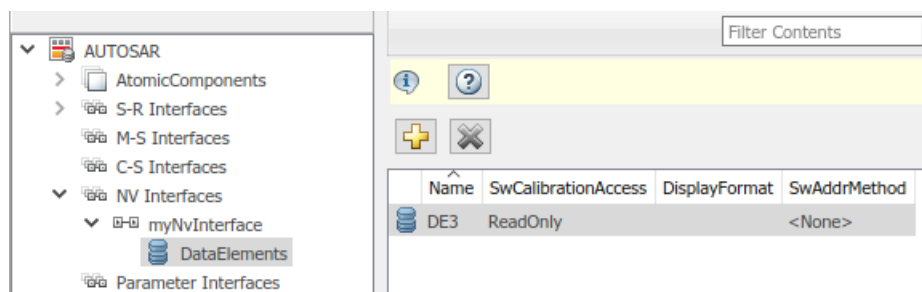 Filter Contents
AUTOSAR
AtomicComponents
S-R Interfaces
M-S Interfaces
C-S Interfaces
NV Interfaces
myNvInterface
DataElements
Parameter Interfaces
Name SwCalibrationAccess DisplayFormat SwAddrMethod
DE3 ReadOnly <None>